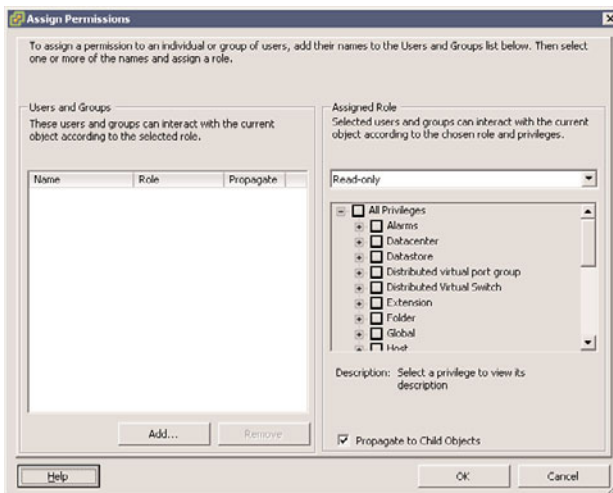 Assign Permissions
To assign a permission to an individual or group of users, add their names to the Users and Groups list below. Then select
one or more of the names and assign a role.
Users and Groups
These users and groups can interact with the current
object according to the selected role.
Name Role Propagate
Add...
Remove
Assigned Role
Selected users and groups can interact with the current
object according to the chosen role and privileges.
Read-only
All Privileges
Alarms
Datacenter
Datastore
Distributed virtual port group
Distributed Virtual Switch
Extension
Folder
Global
Host
Description: Select a privilege to view its
description
Propagate to Child Objects
Help
OK
Cancel